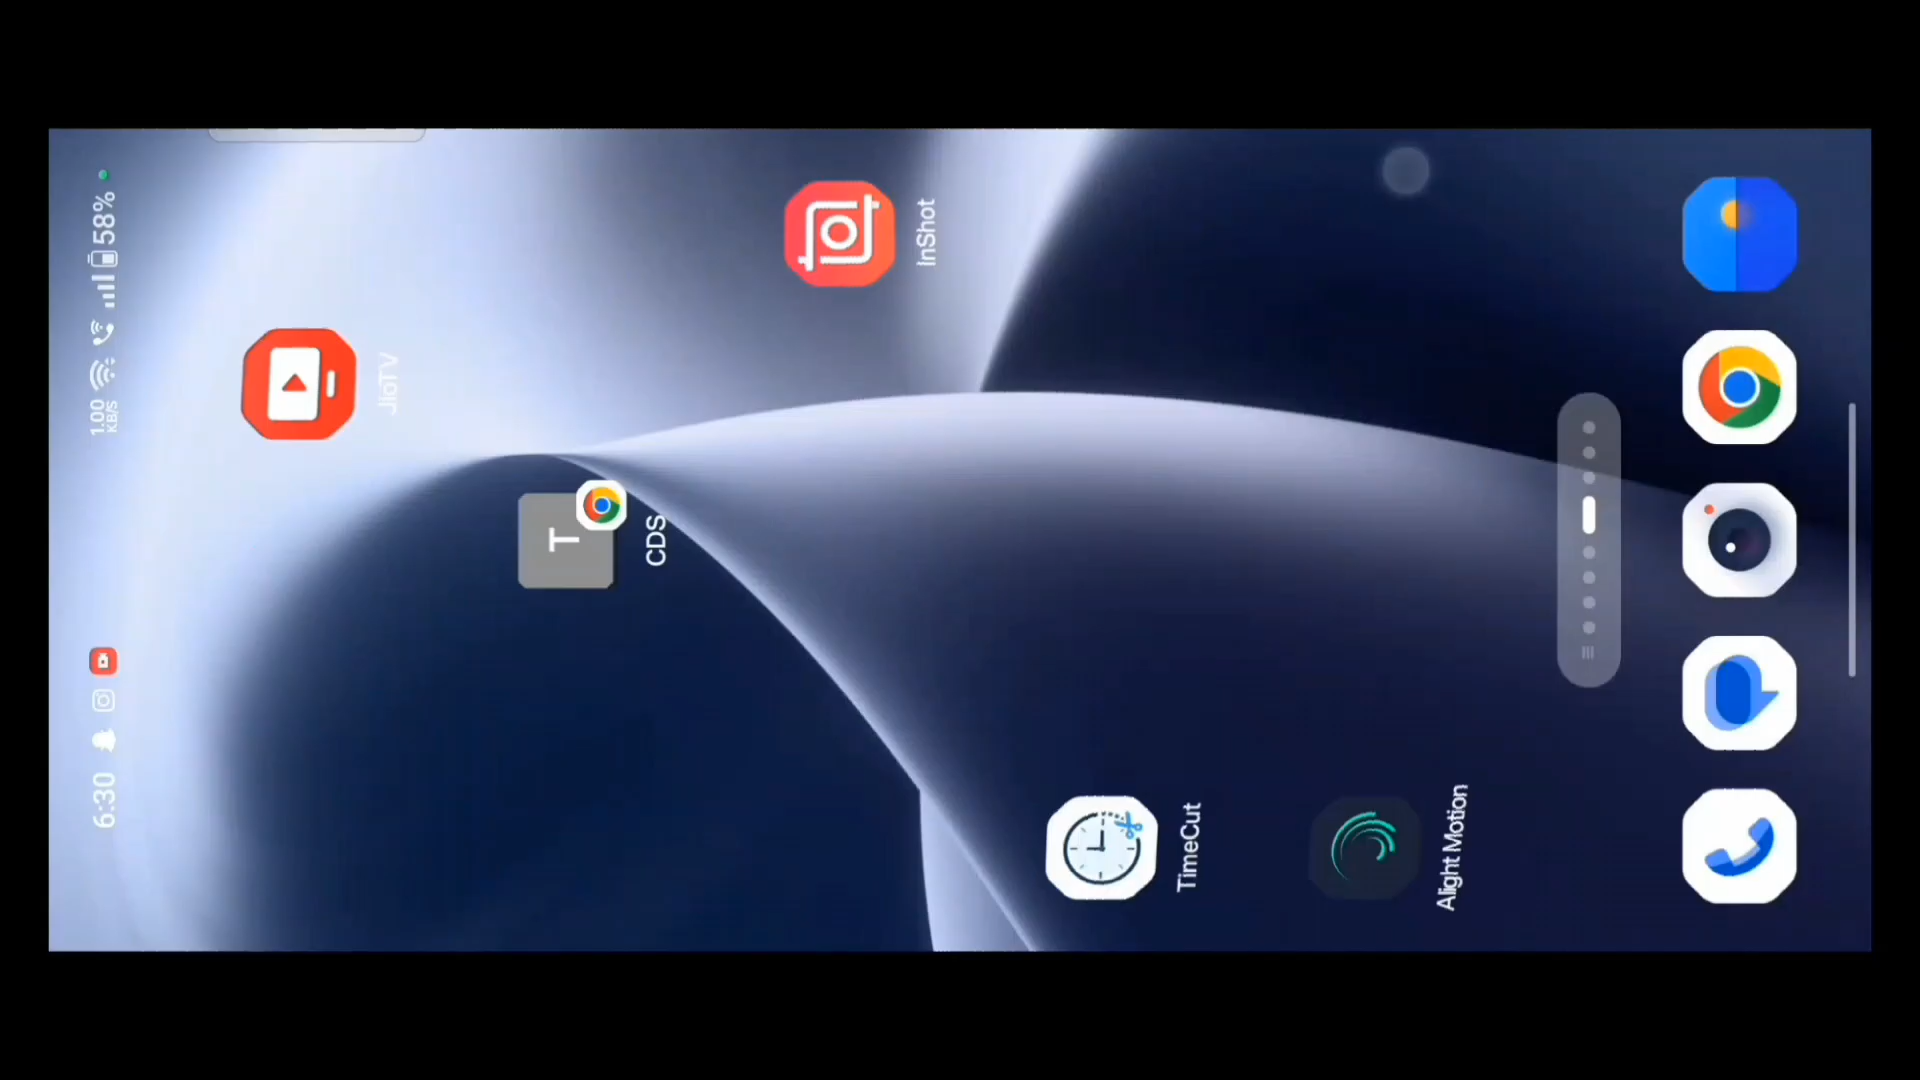 6:30
1.00
KB/S
58%
JioTV
T
CDS
InShot
TimeCut
Alight Motion